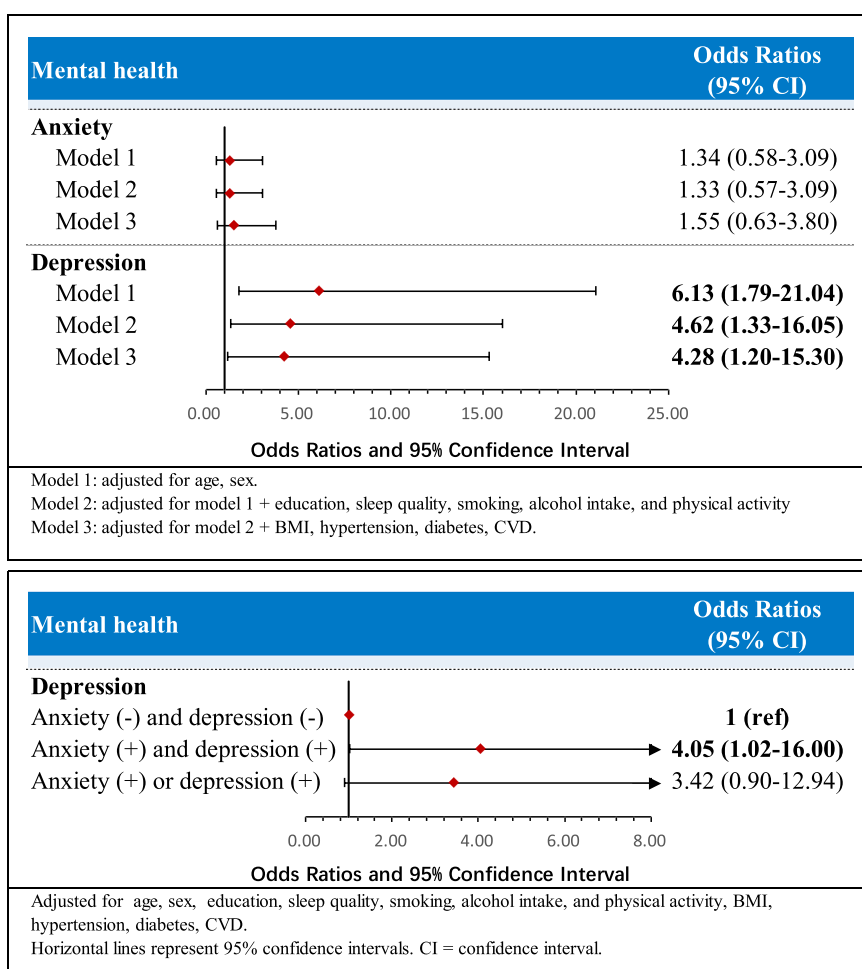 Mental health
Odds Ratios
(95% CI)
Anxiety
Model 1 1.34 (0.58-3.09)
Model 2 1.33 (0.57-3.09)
Model 3 1.55 (0.63-3.80)
Depression
Model 1 6.13 (1.79-21.04)
Model 2 4.62 (1.33-16.05)
Model 3 4.28 (1.20-15.30)
0.00 5.00 10.00 15.00 20.00 25.00
Odds Ratios and 95% Confidence Interval
Model 1: adjusted for age, sex.
Model 2: adjusted for model 1 + education, sleep quality, smoking, alcohol intake, and physical activity
Model 3: adjusted for model 2 + BMI, hypertension, diabetes, CVD.
Mental health
Odds Ratios
(95% CI)
Depression
Anxiety (-) and depression (-) 1 (ref)
Anxiety (+) and depression (+) 4.05 (1.02-16.00)
Anxiety (+) or depression (+) 3.42 (0.90-12.94)
0.00 2.00 4.00 6.00 8.00
Odds Ratios and 95% Confidence Interval
Adjusted for age, sex, education, sleep quality, smoking, alcohol intake, and physical activity, BMI,
hypertension, diabetes, CVD.
Horizontal lines represent 95% confidence intervals. CI = confidence interval.